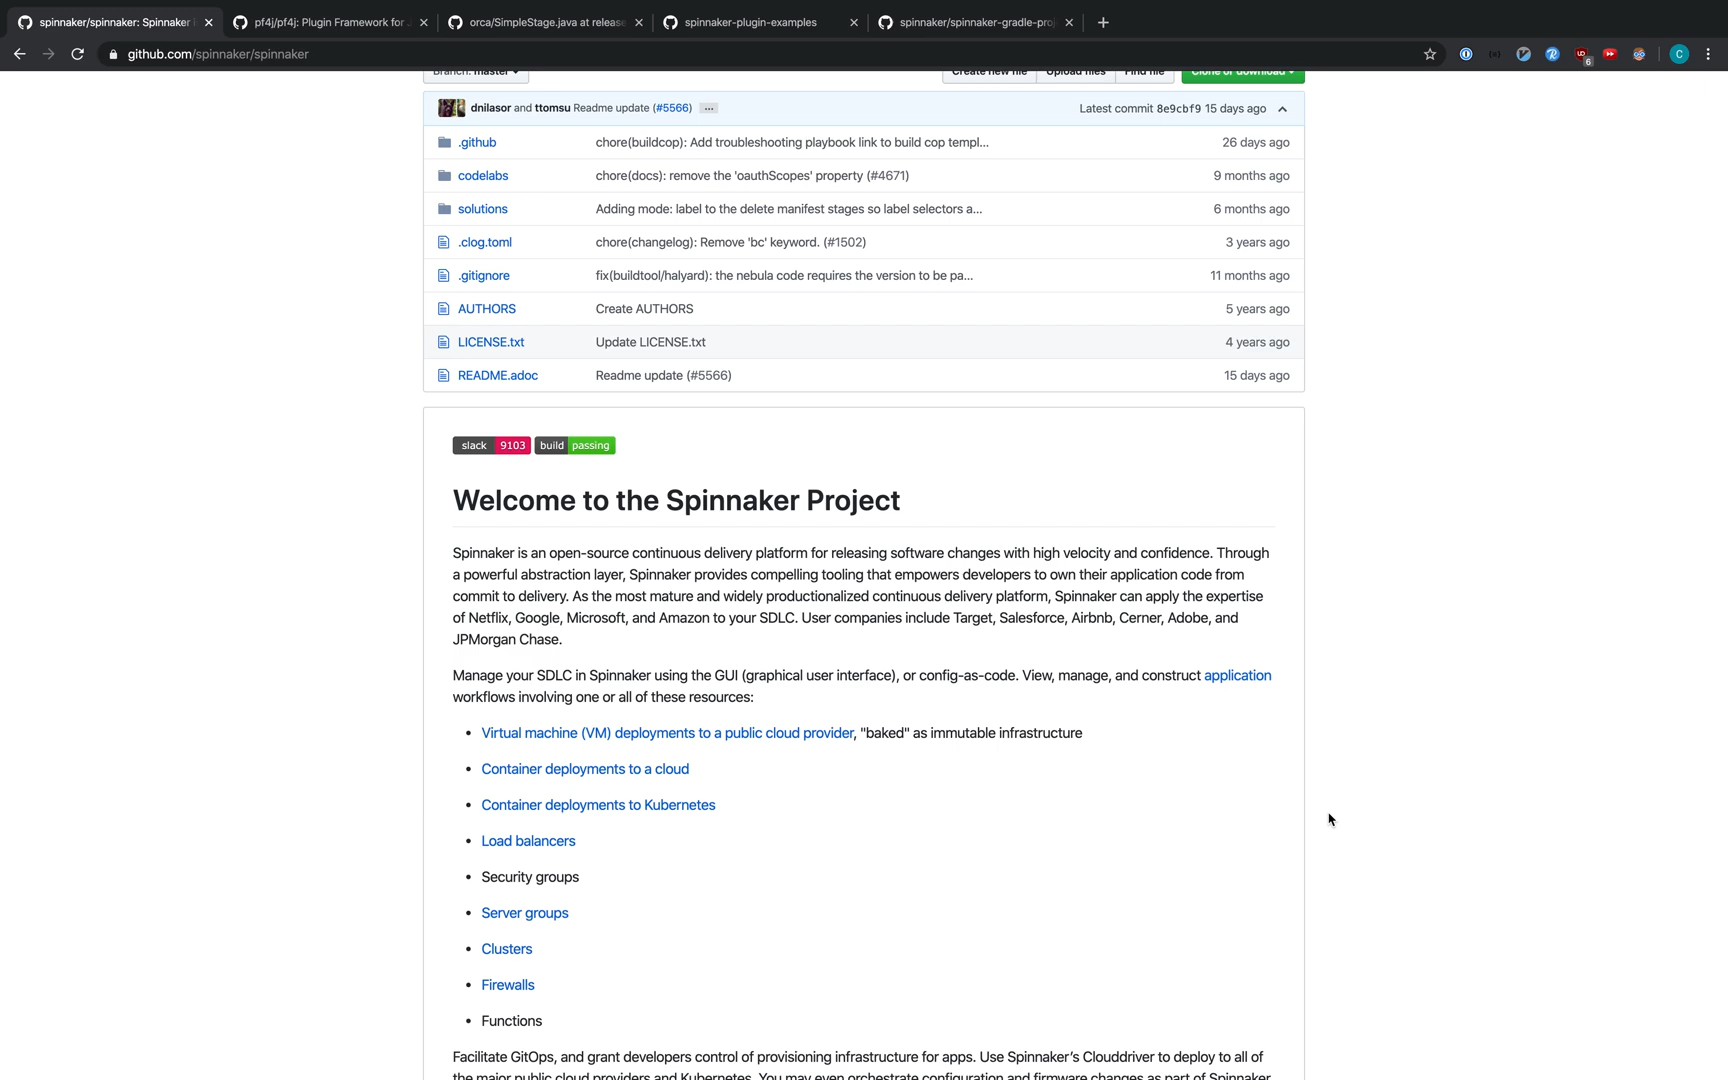 spinnaker/spinnaker: Spinnaker
pf4j/pf4j: Plugin Framework for
orca/SimpleStage.java at release
spinnaker-plugin-examples
spinnaker/spinnaker-gradle-proj
github.com/spinnaker/spinnaker
6
C
Branch: master
Create new file
Upload files
Find file
Clone or download
dnilasor and ttomsu Readme update (#5566) ...
Latest commit 8e9cbf9 15 days ago
.github chore(buildcop): Add troubleshooting playbook link to build cop templ... 26 days ago
codelabs chore(docs): remove the 'oauthScopes' property (#4671) 9 months ago
solutions Adding mode: label to the delete manifest stages so label selectors a... 6 months ago
.clog.toml chore(changelog): Remove 'bc' keyword. (#1502) 3 years ago
.gitignore fix(buildtool/halyard): the nebula code requires the version to be pa... 11 months ago
AUTHORS Create AUTHORS 5 years ago
LICENSE.txt Update LICENSE.txt 4 years ago
README.adoc Readme update (#5566) 15 days ago
slack 9103 build passing
Welcome to the Spinnaker Project
Spinnaker is an open-source continuous delivery platform for releasing software changes with high velocity and confidence. Through
a powerful abstraction layer, Spinnaker provides compelling tooling that empowers developers to own their application code from
commit to delivery. As the most mature and widely productionalized continuous delivery platform, Spinnaker can apply the expertise
of Netflix, Google, Microsoft, and Amazon to your SDLC. User companies include Target, Salesforce, Airbnb, Cerner, Adobe, and
JPMorgan Chase.
Manage your SDLC in Spinnaker using the GUI (graphical user interface), or config-as-code. View, manage, and construct application
workflows involving one or all of these resources:
• Virtual machine (VM) deployments to a public cloud provider, "baked" as immutable infrastructure
• Container deployments to a cloud
• Container deployments to Kubernetes
• Load balancers
• Security groups
• Server groups
• Clusters
• Firewalls
• Functions
Facilitate GitOps, and grant developers control of provisioning infrastructure for apps. Use Spinnaker's Clouddriver to deploy to all of
the major public cloud providers and Kubernetes. You may even orchestrate configuration and firmware changes as part of Spinnaker